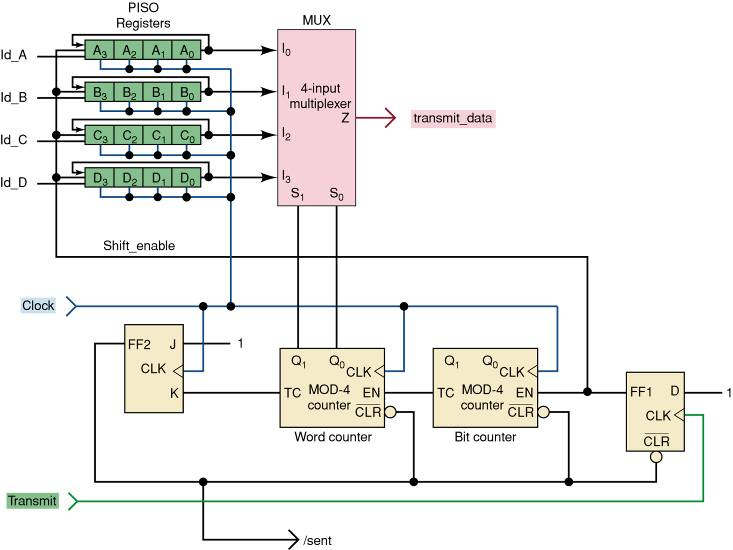 PISO
Registers
MUX
ld_A
A3 A2 A1 A0
I0
ld_B
B3 B2 B1 B0
I1
4-input
multiplexer
Z
transmit_data
ld_C
C3 C2 C1 C0
I2
ld_D
D3 D2 D1 D0
I3
S1 S0
Shift_enable
Clock
FF2 J
1
CLK
K
Q1 Q0
CLK
TC MOD-4 EN
counter
CLR
Word counter
Q1 Q0
CLK
TC MOD-4 EN
counter
CLR
Bit counter
FF1 D
1
CLK
CLR
Transmit
/sent